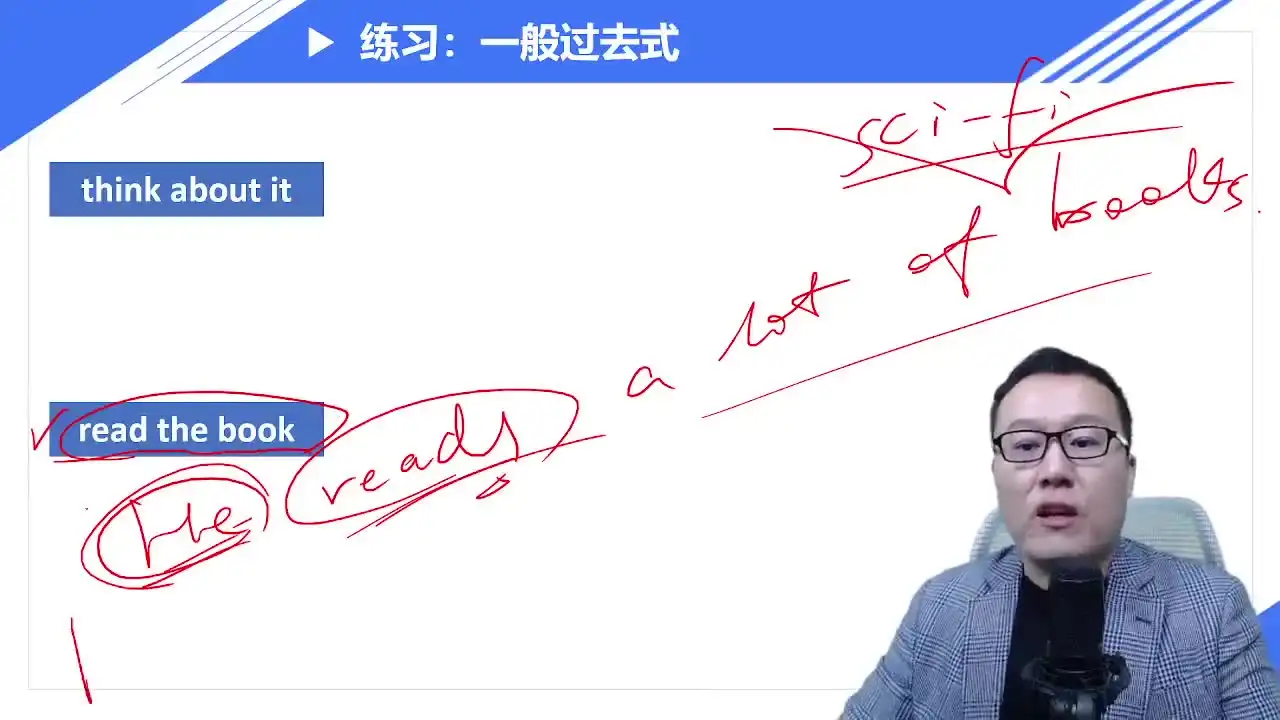 练习：一般过去式
sci-fi
think about it
read the book
He reads a lot of books.